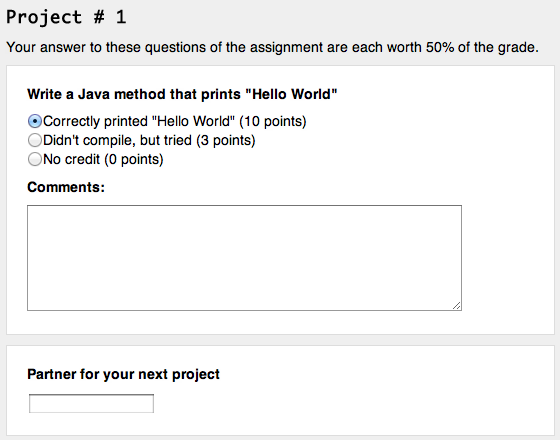 Project # 1
Your answer to these questions of the assignment are each worth 50% of the grade.
Write a Java method that prints "Hello World"
Correctly printed "Hello World" (10 points)
Didn't compile, but tried (3 points)
No credit (0 points)
Comments:
Partner for your next project